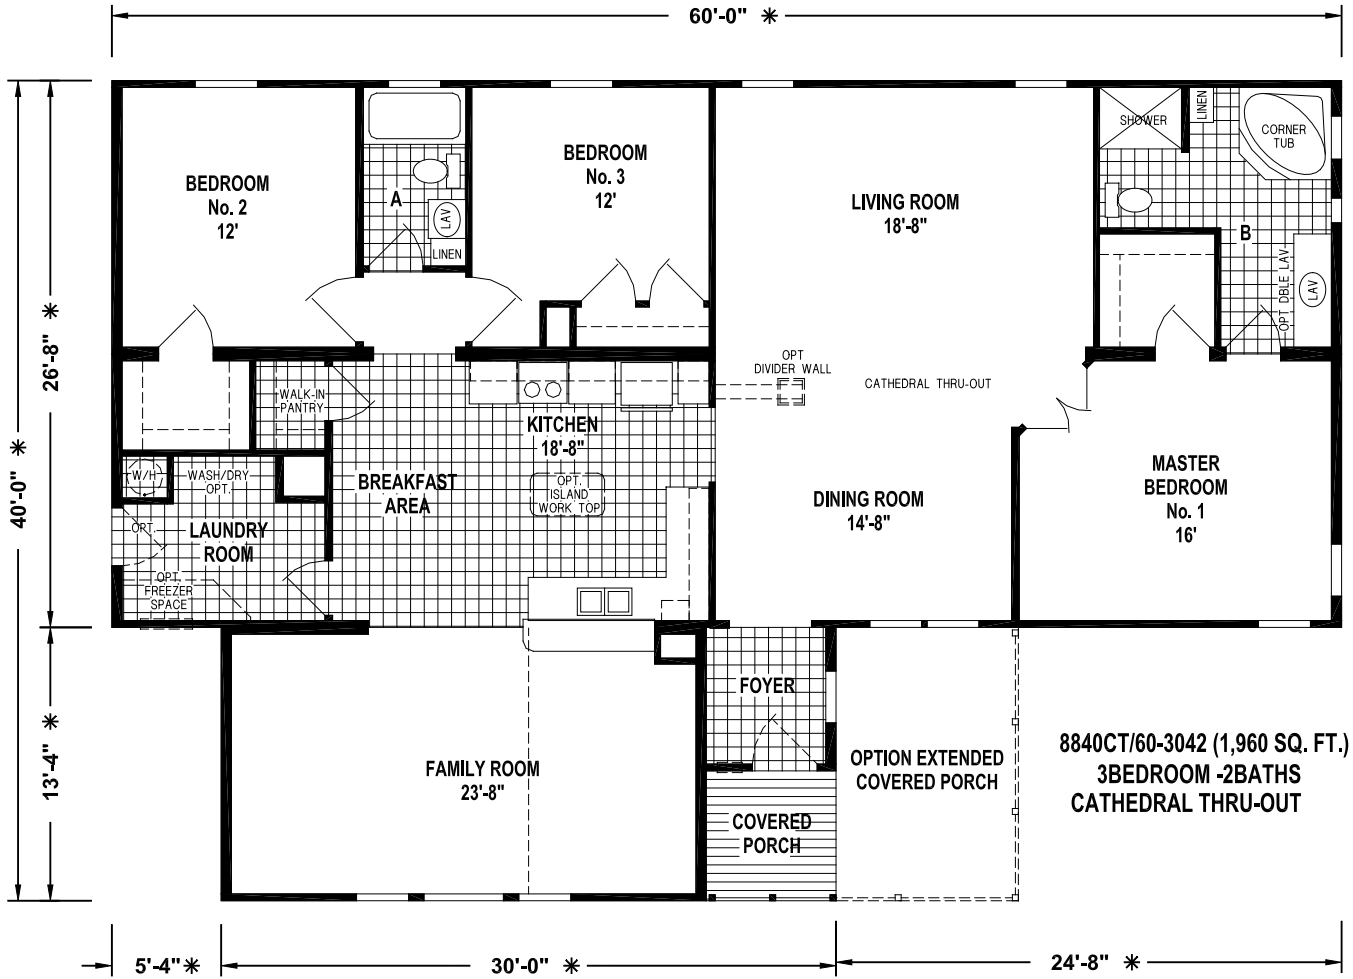 60'-0" ✳
BEDROOM
No. 2
12'
A
LAV
LINEN
BEDROOM
No. 3
12'
LIVING ROOM
18'-8"
SHOWER
LINEN
CORNER
TUB
B
OPT DBLE LAV
LAV
26'-8" ✳
40'-0" ✳
13'-4" ✳
WALK-IN
PANTRY
KITCHEN
18'-8"
OPT
DIVIDER WALL
CATHEDRAL THRU-OUT
W/H
WASH/DRY
OPT.
BREAKFAST
AREA
OPT.
ISLAND
WORK TOP
DINING ROOM
14'-8"
MASTER
BEDROOM
No. 1
16'
OPT.
LAUNDRY
ROOM
OPT
FREEZER
SPACE
FOYER
FAMILY ROOM
23'-8"
OPTION EXTENDED
COVERED PORCH
COVERED
PORCH
8840CT/60-3042 (1,960 SQ. FT.)
3BEDROOM -2BATHS
CATHEDRAL THRU-OUT
5'-4"✳
30'-0" ✳
24'-8" ✳